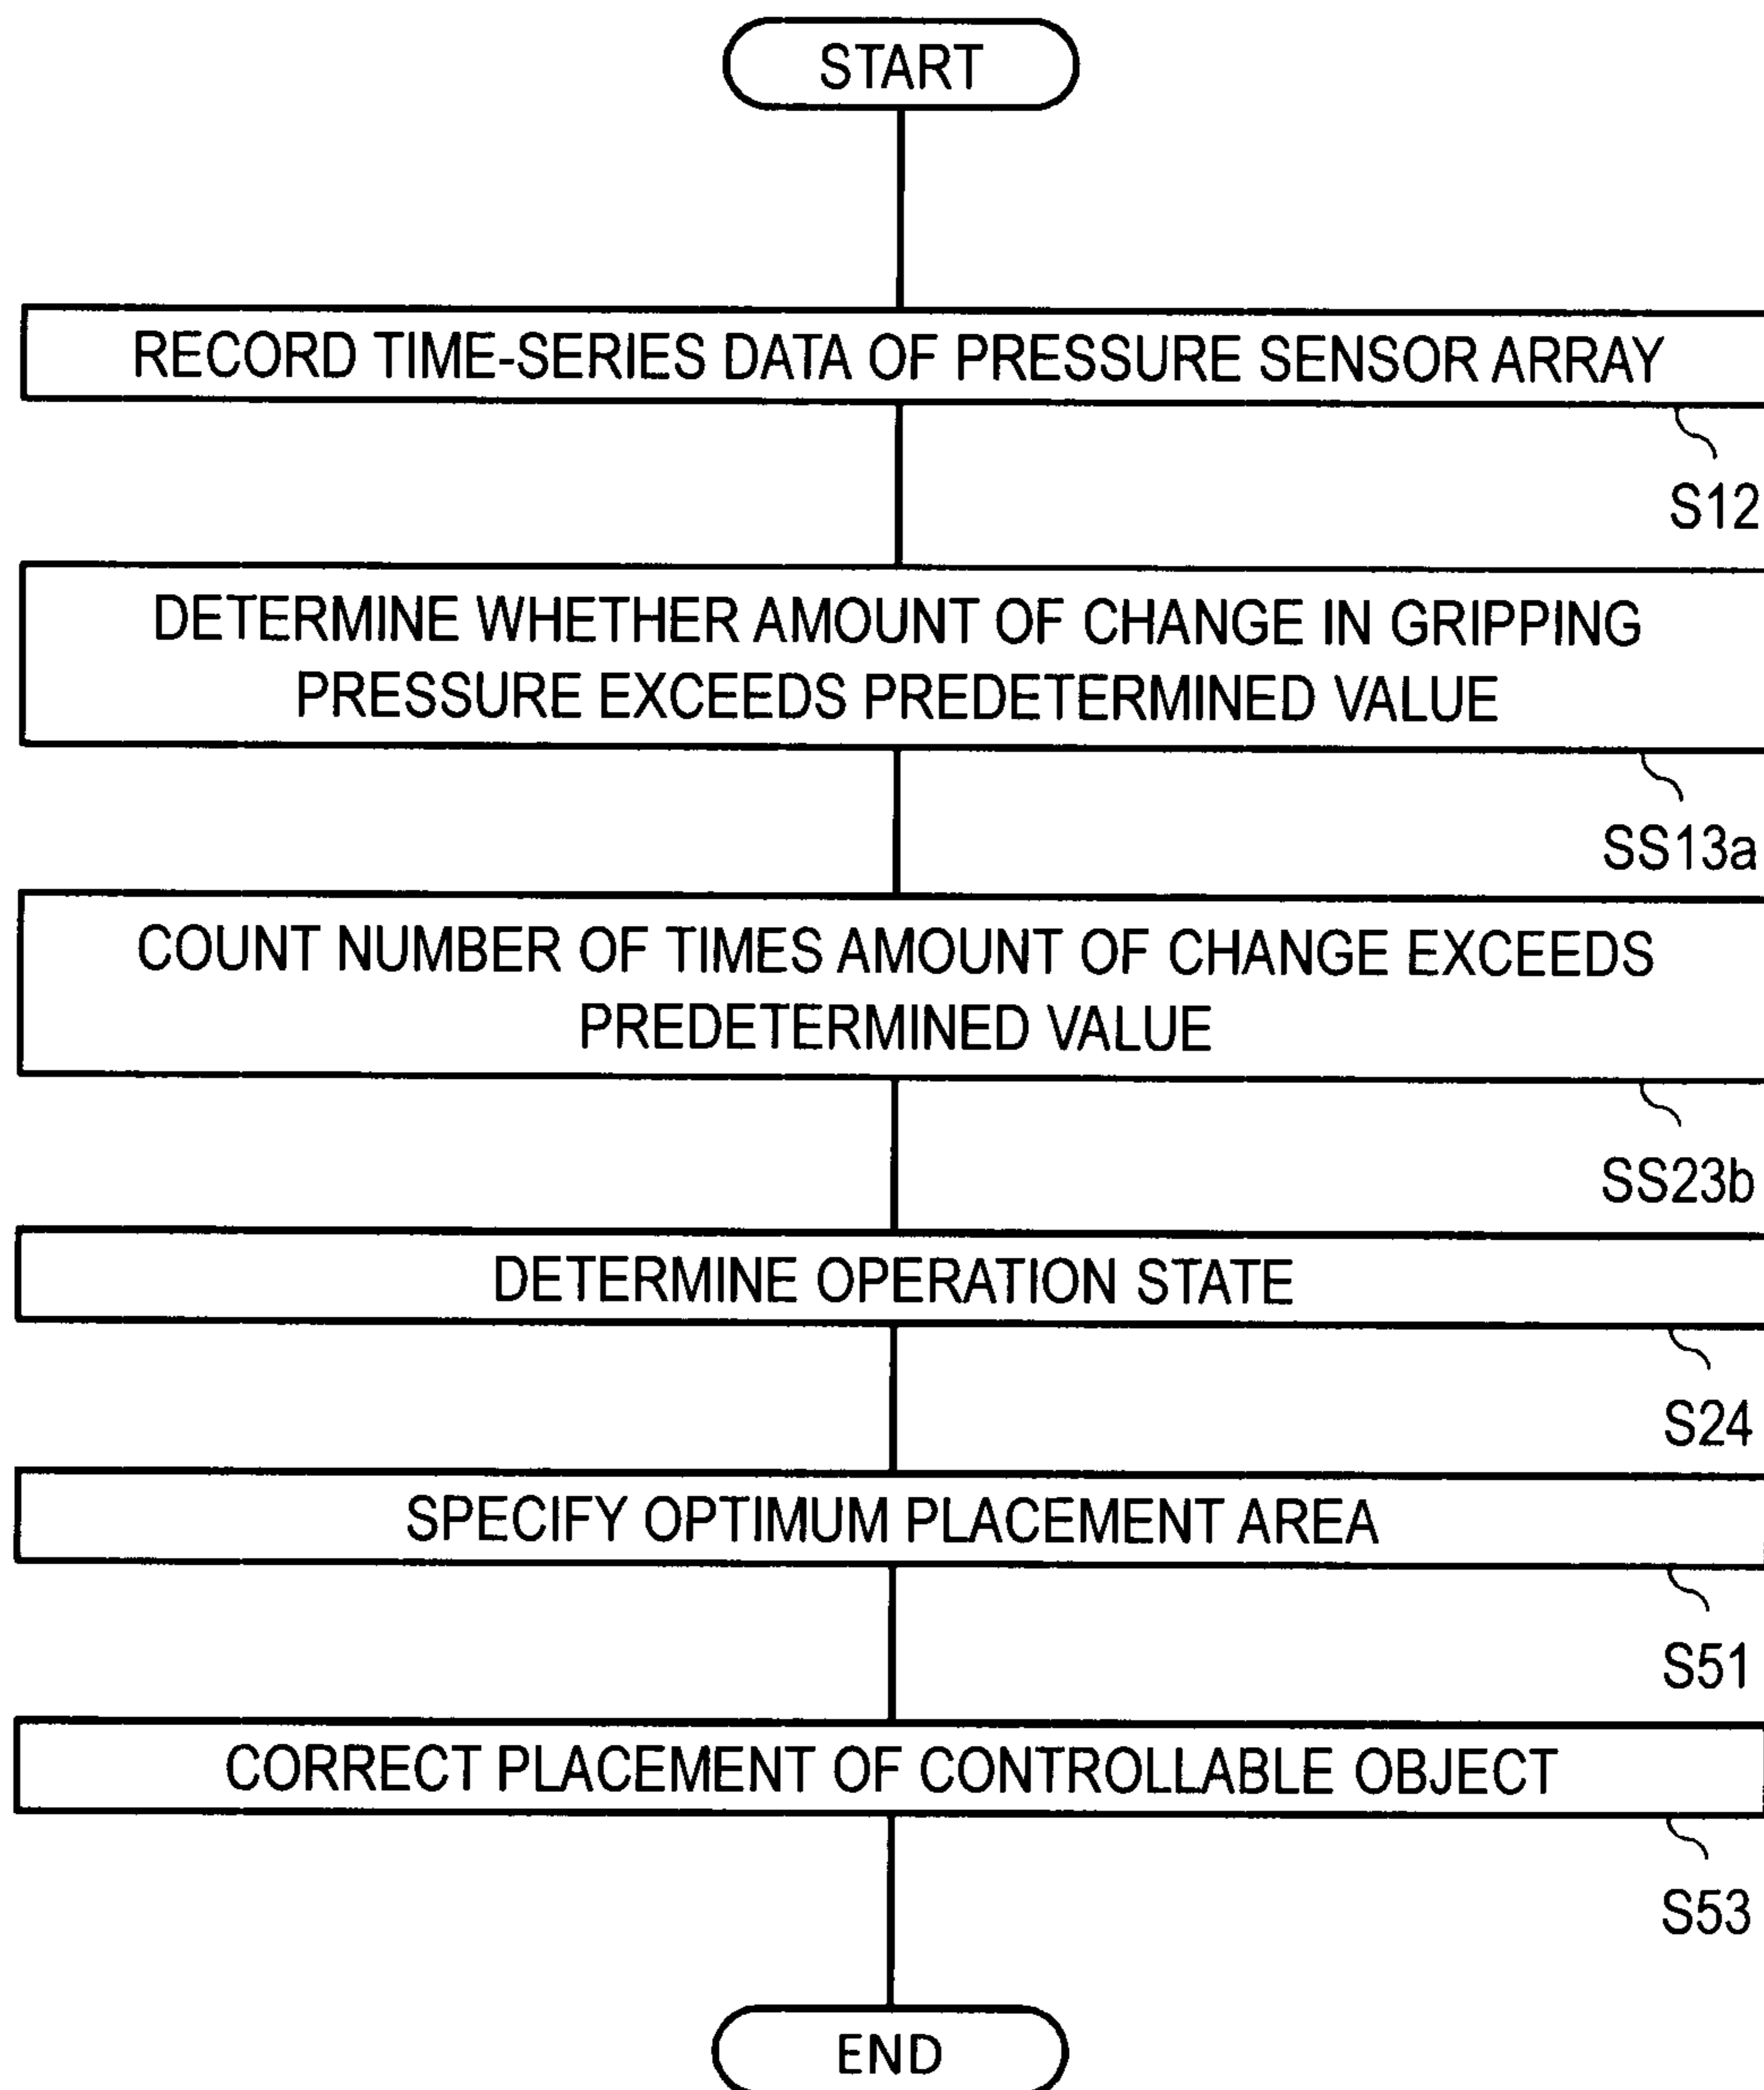 START
RECORD TIME-SERIES DATA OF PRESSURE SENSOR ARRAY
S12
DETERMINE WHETHER AMOUNT OF CHANGE IN GRIPPING
PRESSURE EXCEEDS PREDETERMINED VALUE
SS13a
COUNT NUMBER OF TIMES AMOUNT OF CHANGE EXCEEDS
PREDETERMINED VALUE
SS23b
DETERMINE OPERATION STATE
S24
SPECIFY OPTIMUM PLACEMENT AREA
S51
CORRECT PLACEMENT OF CONTROLLABLE OBJECT
S53
END